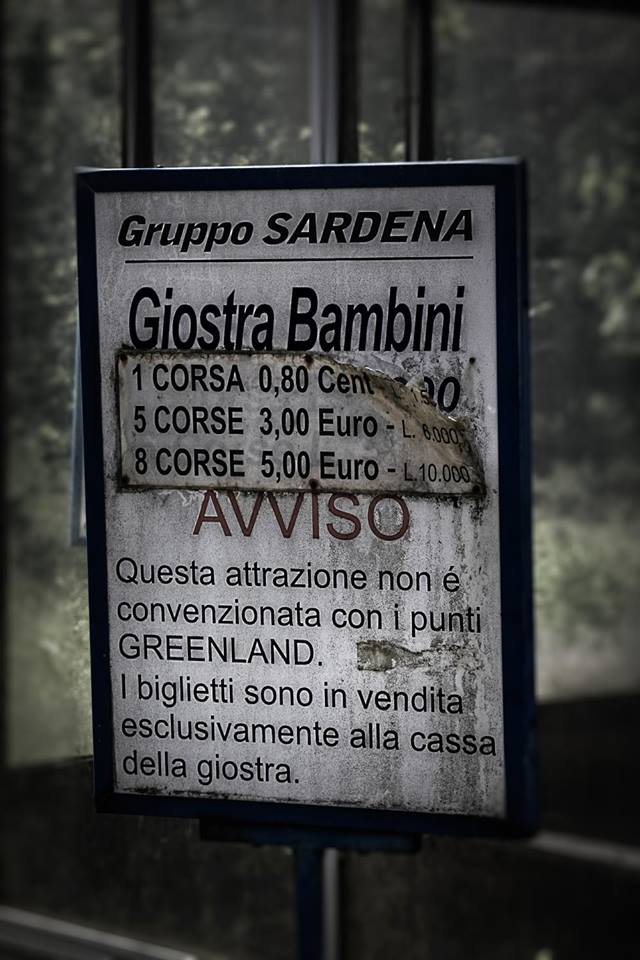 Gruppo SARDENA
Giostra Bambini
1 CORSA 0,80 Cent
5 CORSE 3,00 Euro - L. 6.000
8 CORSE 5,00 Euro - L.10.000
AVVISO
Questa attrazione non é
convenzionata con i punti
GREENLAND.
I biglietti sono in vendita
esclusivamente alla cassa
della giostra.